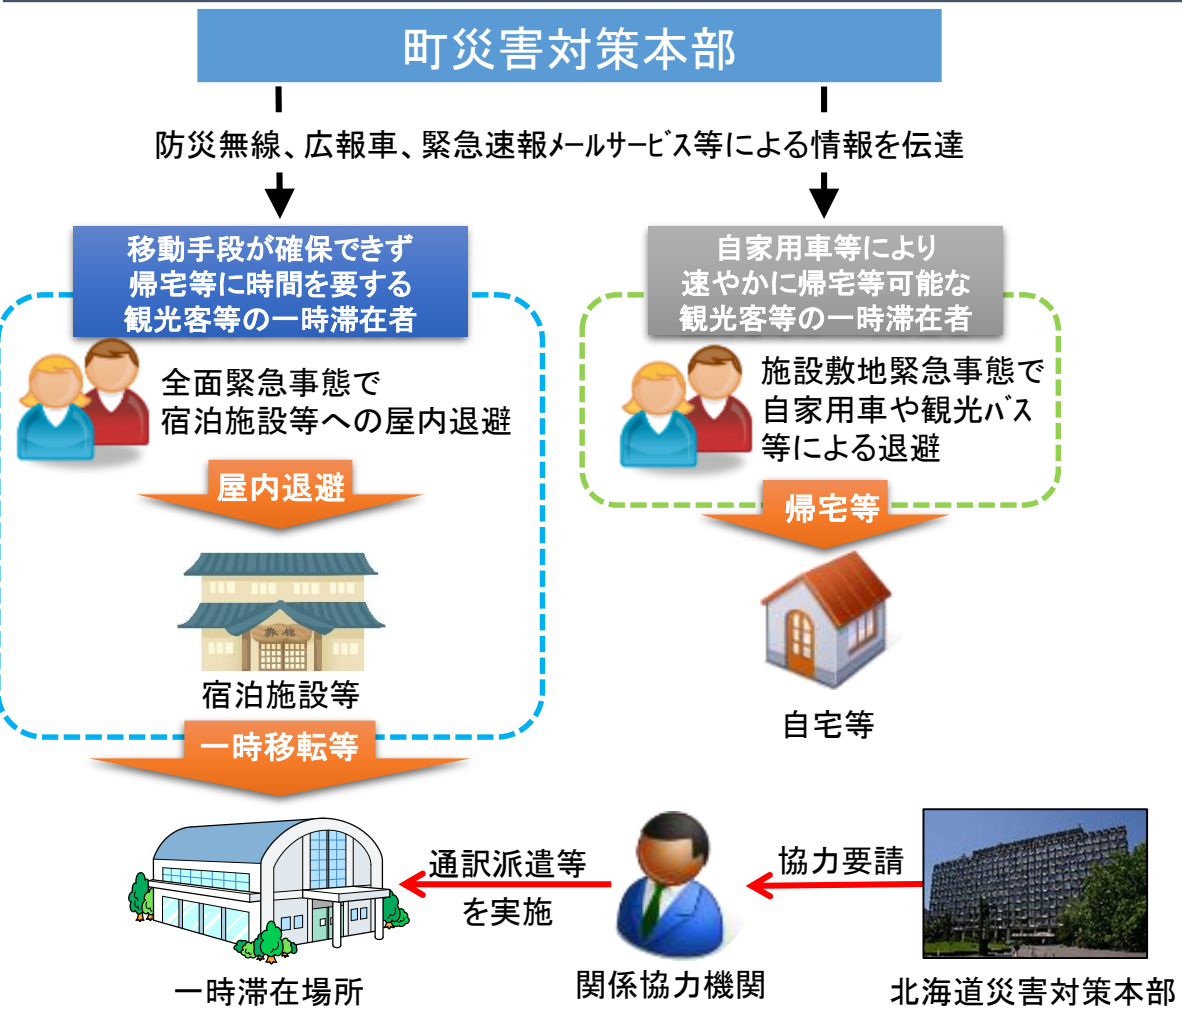 町災害対策本部
防災無線、広報車、緊急速報ﾒｰﾙｻｰﾋﾞｽ等による情報を伝達
移動手段が確保できず
帰宅等に時間を要する
観光客等の一時滞在者
自家用車等により
速やかに帰宅等可能な
観光客等の一時滞在者
全面緊急事態で
宿泊施設等への屋内退避
施設敷地緊急事態で
自家用車や観光ﾊﾞｽ
等による退避
屋内退避
帰宅等
旅館
宿泊施設等
自宅等
一時移転等
通訳派遣等
を実施
協力要請
一時滞在場所
関係協力機関
北海道災害対策本部